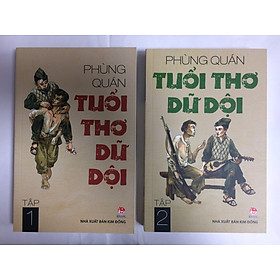 PHÙNG
QUÁN
TUỔI
THƠ
DỮ
DỘI
TẬP
1
NHÀ XUẤT BẢN KIM ĐỒNG
PHÙNG QUÁN
TUỔI THƠ
DỮ DỘI
TẬP
2
NHÀ XUẤT BẢN KIM ĐỒNG